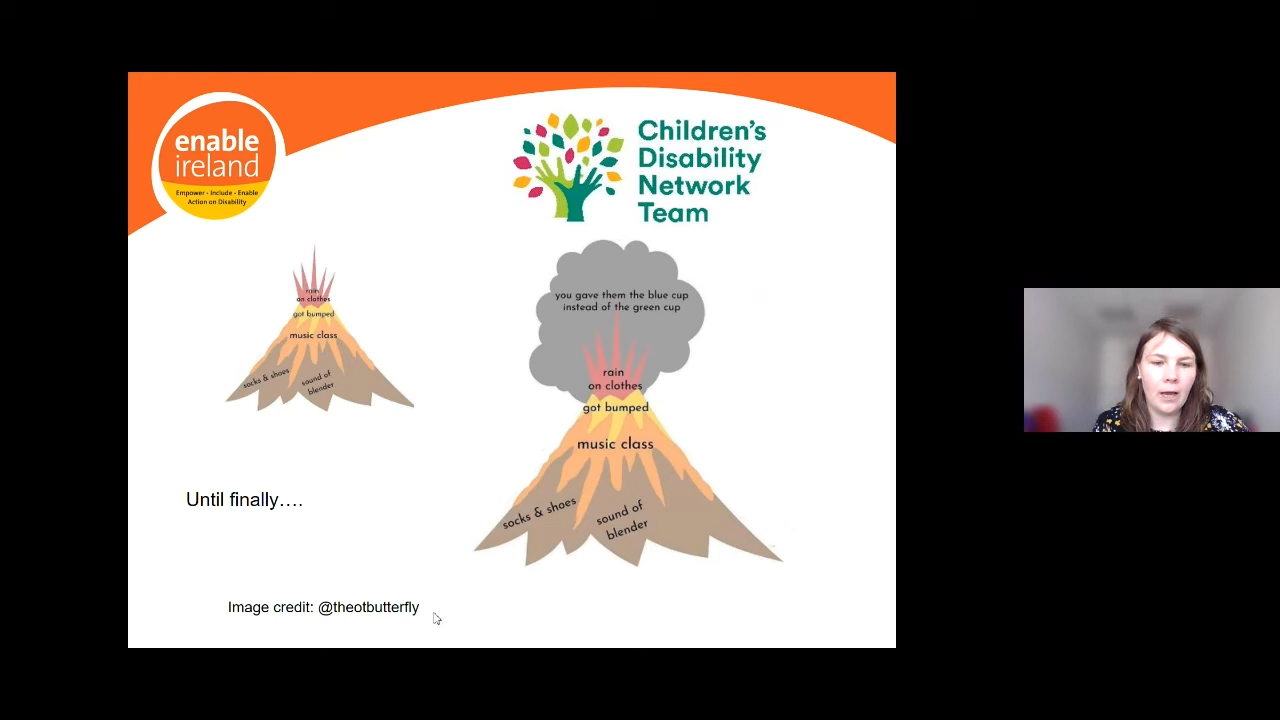 enable
ireland
Empower • Include • Enable
Action on Disability
Children's
Disability
Network
Team
rain
on clothes
got bumped
music class
socks & shoes
sound of
blender
you gave them the blue cup
instead of the green cup
rain
on clothes
got bumped
music class
socks & shoes
sound of
blender
Until finally....
Image credit: @theotbutterfly